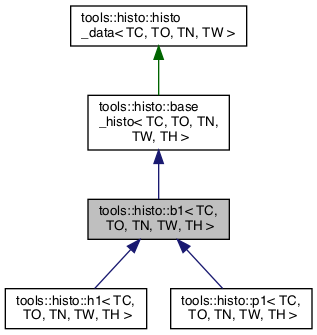 tools::histo::histo
_data< TC, TO, TN, TW >
tools::histo::base
_histo< TC, TO, TN,
TW, TH >
tools::histo::b1< TC,
TO, TN, TW, TH >
tools::histo::h1< TC,
TO, TN, TW, TH >
tools::histo::p1< TC,
TO, TN, TW, TH >